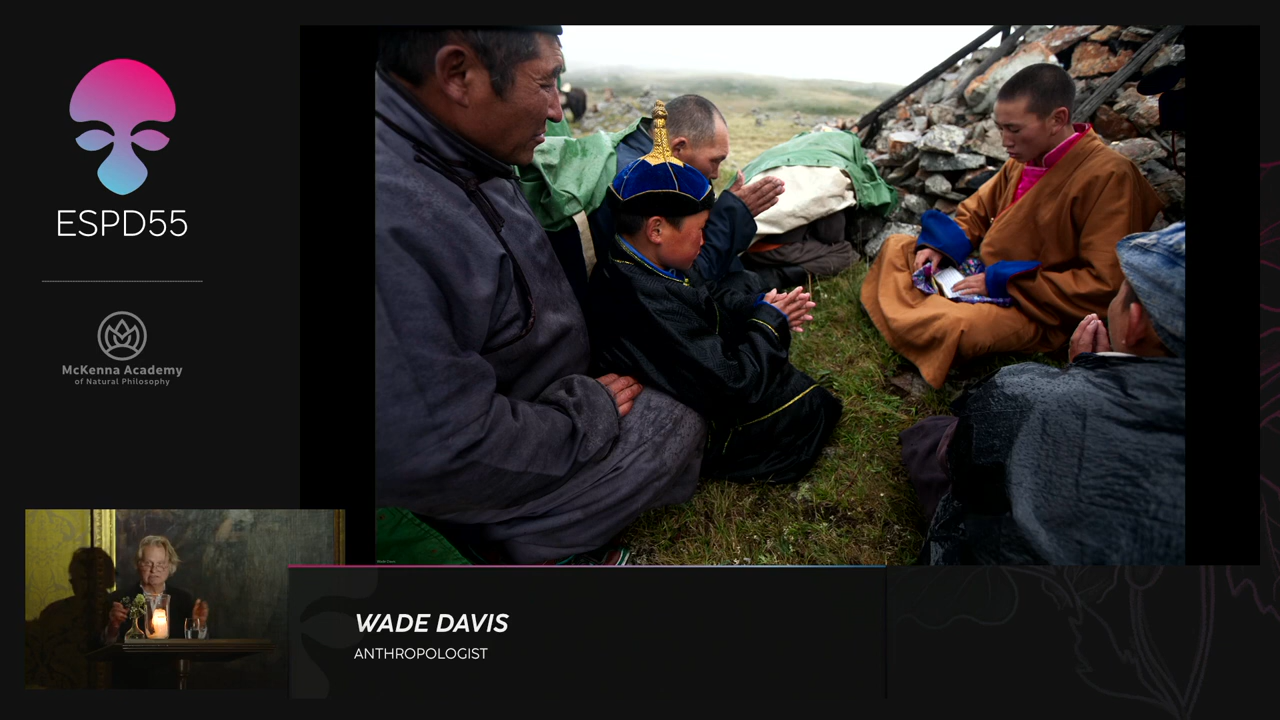 ESPD55
McKenna Academy
of Natural Philosophy
WADE DAVIS
ANTHROPOLOGIST